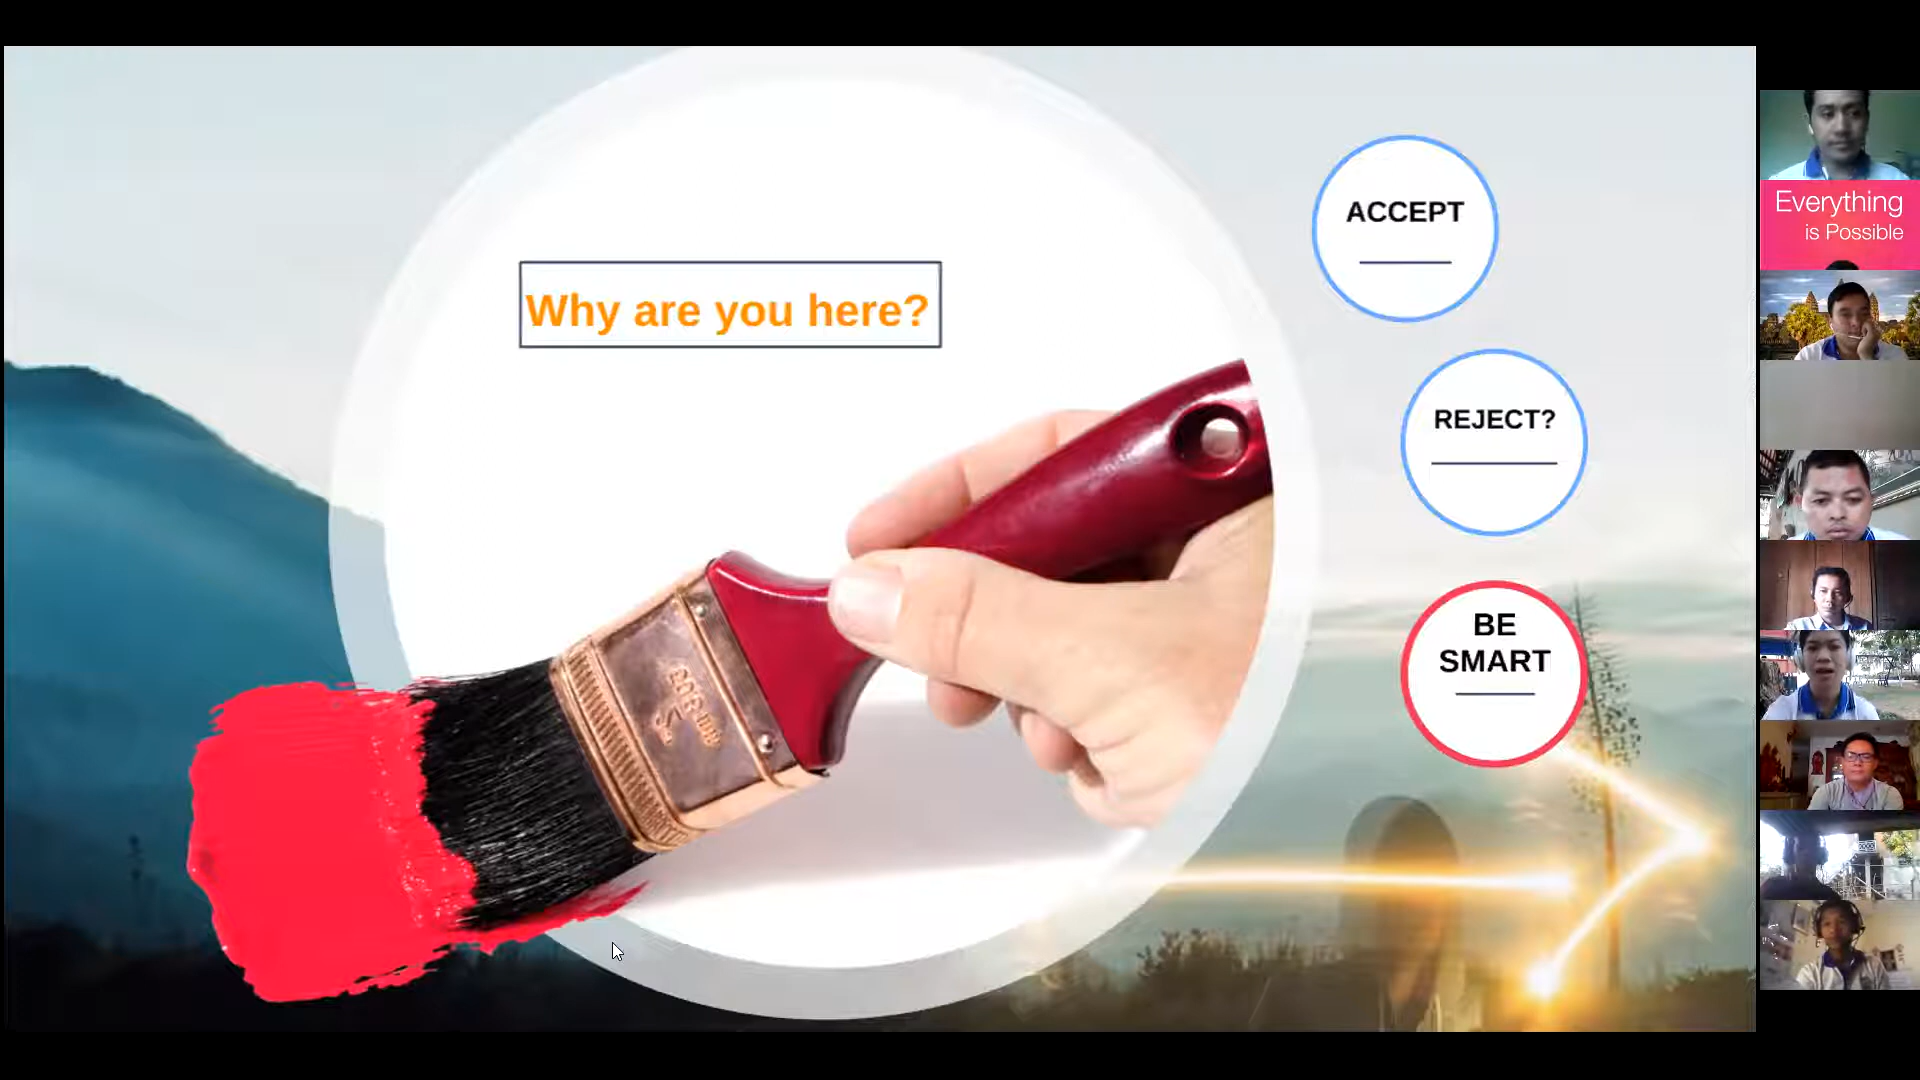 Why are you here?
ACCEPT
REJECT?
BE
SMART
Everything
is Possible